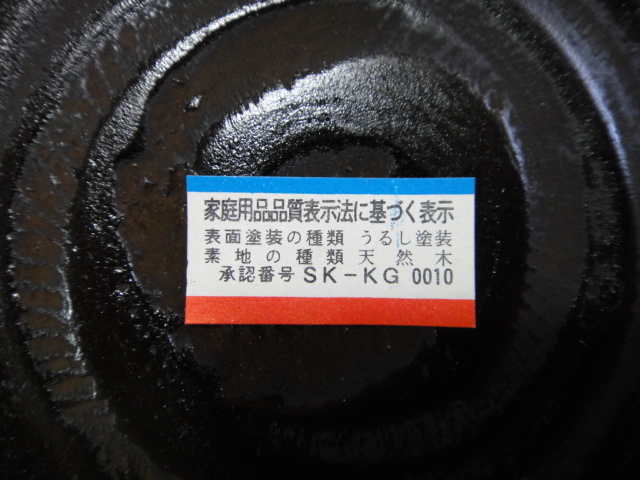 家庭用品品質表示法に基づく表示
表面塗装の種類 うるし塗装
素地の種類 天然木
承認番号 SK-KG 0010